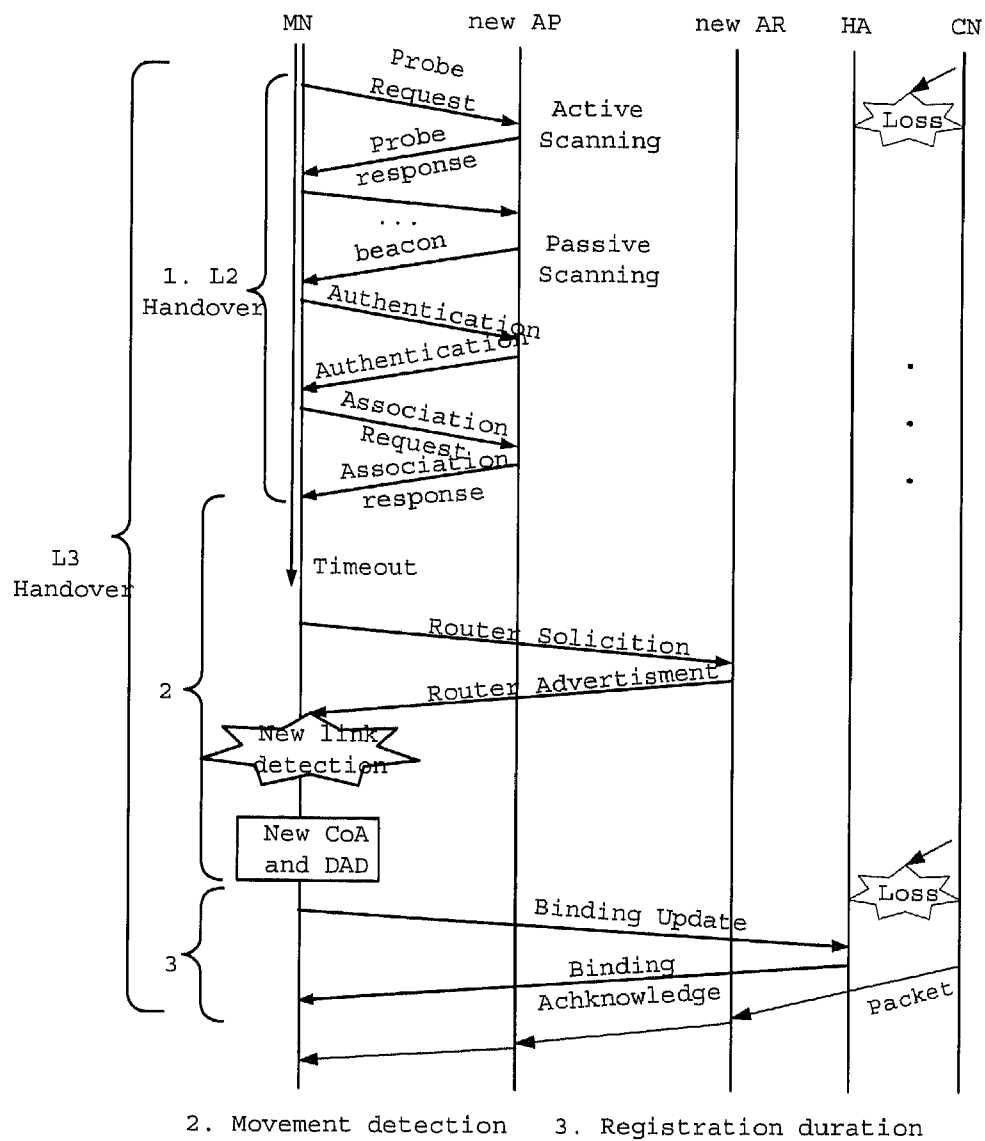 MN new AP new AR HA CN
Probe
Request
Active
Scanning
Loss
Probe
response
...
beacon
Passive
Scanning
1. L2
Handover
Authentication
Authentication
Association
Request
Association
response
Timeout
L3
Handover
Router Solicition
Router Advertisment
2
New link
detection
New CoA
and DAD
Loss
Binding Update
3
Binding
Achknowledge
Packet
2. Movement detection 3. Registration duration